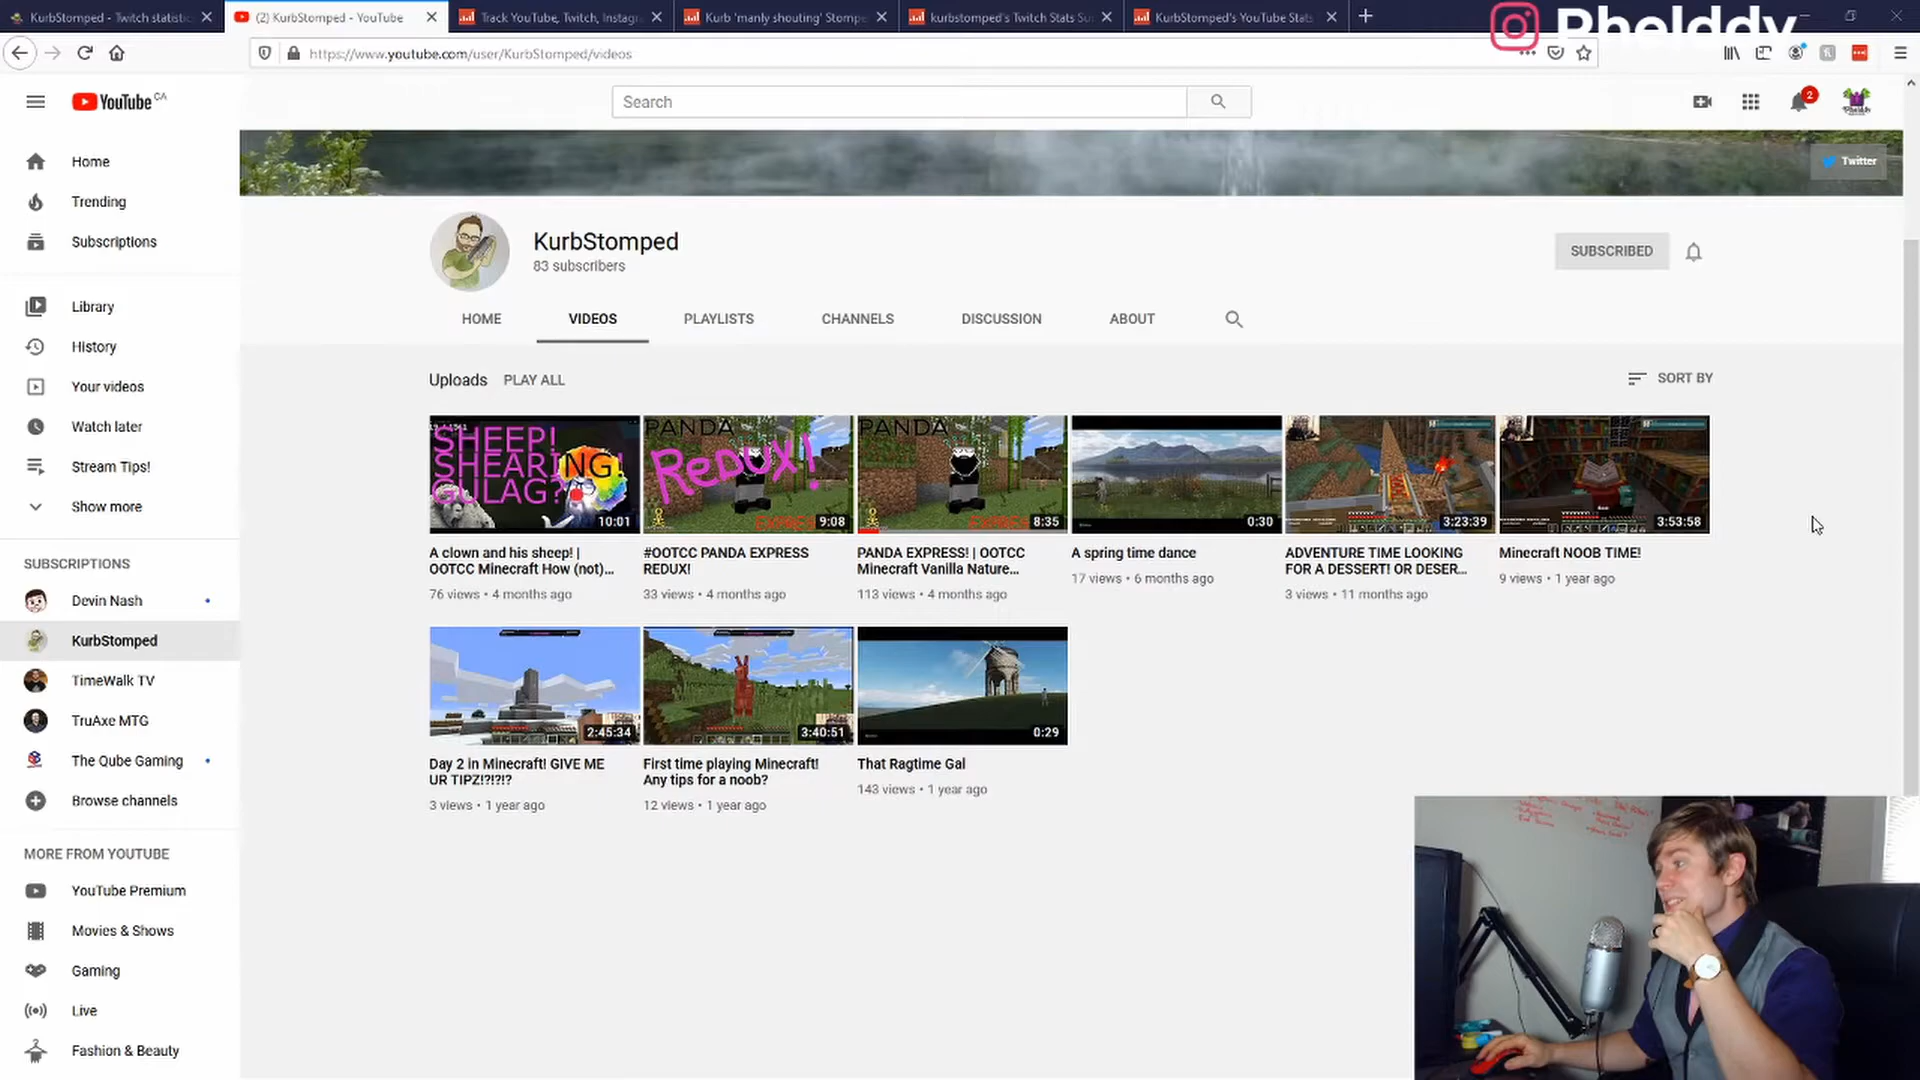 KurbStomped - Twitch statistic
(2) KurbStomped - YouTube
Track YouTube, Twitch, Instagr
Kurb 'manly shouting' Stompe
kurbstomped's Twitch Stats Su
KurbStomped's YouTube Stats
Phelddy
https://www.youtube.com/user/KurbStomped/videos
YouTube CA
Search
2
Home
Trending
Subscriptions
Library
History
Your videos
Watch later
Stream Tips!
Show more
SUBSCRIPTIONS
Devin Nash
KurbStomped
TimeWalk TV
TruAxe MTG
The Qube Gaming
Browse channels
MORE FROM YOUTUBE
YouTube Premium
Movies & Shows
Gaming
Live
Fashion & Beauty
Twitter
KurbStomped
83 subscribers
SUBSCRIBED
HOME
VIDEOS
PLAYLISTS
CHANNELS
DISCUSSION
ABOUT
Uploads
PLAY ALL
SORT BY
SHEEP!
SHEARING!
GULAG?
10:01
A clown and his sheep! |
OOTCC Minecraft How (not)...
76 views • 4 months ago
PANDA
REDUX!
9:08
#OOTCC PANDA EXPRESS
REDUX!
33 views • 4 months ago
PANDA
8:35
PANDA EXPRESS! | OOTCC
Minecraft Vanilla Nature...
113 views • 4 months ago
0:30
A spring time dance
17 views • 6 months ago
3:23:39
ADVENTURE TIME LOOKING
FOR A DESSERT! OR DESER...
3 views • 11 months ago
3:53:58
Minecraft NOOB TIME!
9 views • 1 year ago
2:45:34
Day 2 in Minecraft! GIVE ME
UR TIPZ!?!?!?
3 views • 1 year ago
3:40:51
First time playing Minecraft!
Any tips for a noob?
12 views • 1 year ago
0:29
That Ragtime Gal
143 views • 1 year ago